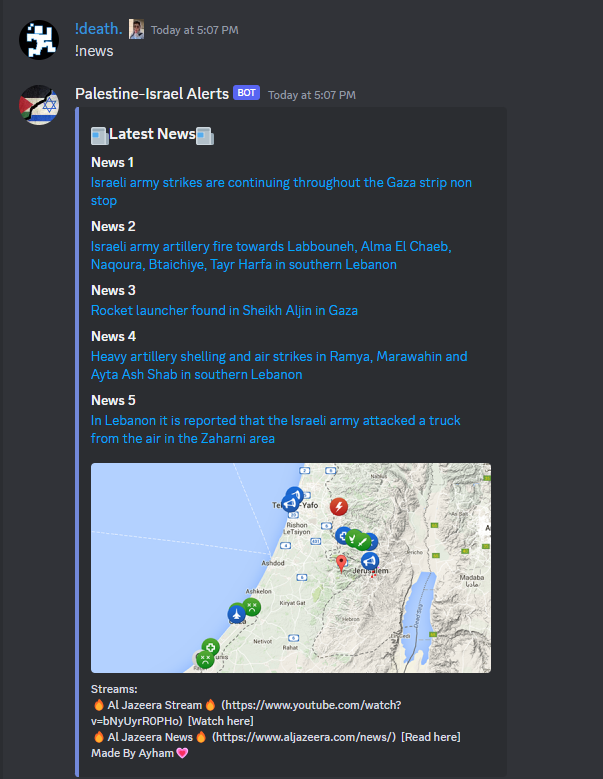 !death. Today at 5:07 PM
!news
Palestine-Israel Alerts BOT Today at 5:07 PM
Latest News
News 1
Israeli army strikes are continuing throughout the Gaza strip non
stop
News 2
Israeli army artillery fire towards Labbouneh, Alma El Chaeb,
Naqoura, Btaichiye, Tayr Harfa in southern Lebanon
News 3
Rocket launcher found in Sheikh Aljin in Gaza
News 4
Heavy artillery shelling and air strikes in Ramya, Marawahin and
Ayta Ash Shab in southern Lebanon
News 5
In Lebanon it is reported that the Israeli army attacked a truck
from the air in the Zaharni area
Nablus
Yafo
Rishon
LeTsiyon
Ashdod
Jericho
Jerusalem
Madaba
Ashkelon
Kiryat Gat
Hebron
Netivot
Rahat
Streams:
🔥 Al Jazeera Stream 🔥 (https://www.youtube.com/watch?
v=bNyUyrR0PHo) [Watch here]
🔥 Al Jazeera News 🔥 (https://www.aljazeera.com/news/) [Read here]
Made By Ayham💗